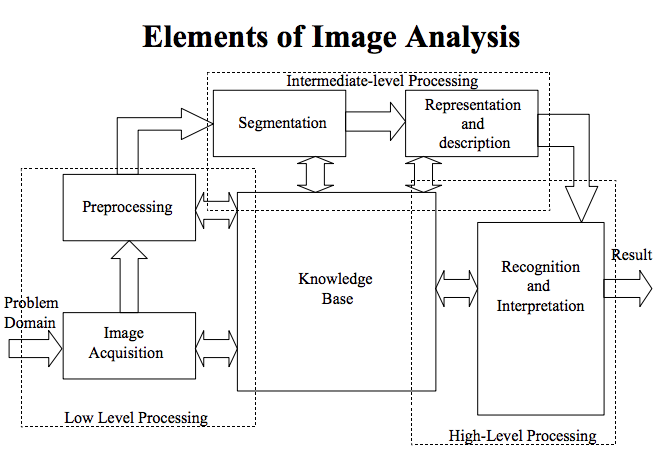 Elements of Image Analysis
Intermediate-level Processing
Segmentation
Representation
and
description
Preprocessing
Knowledge
Base
Recognition
and
Interpretation
Result
Problem
Domain
Image
Acquisition
Low Level Processing
High-Level Processing